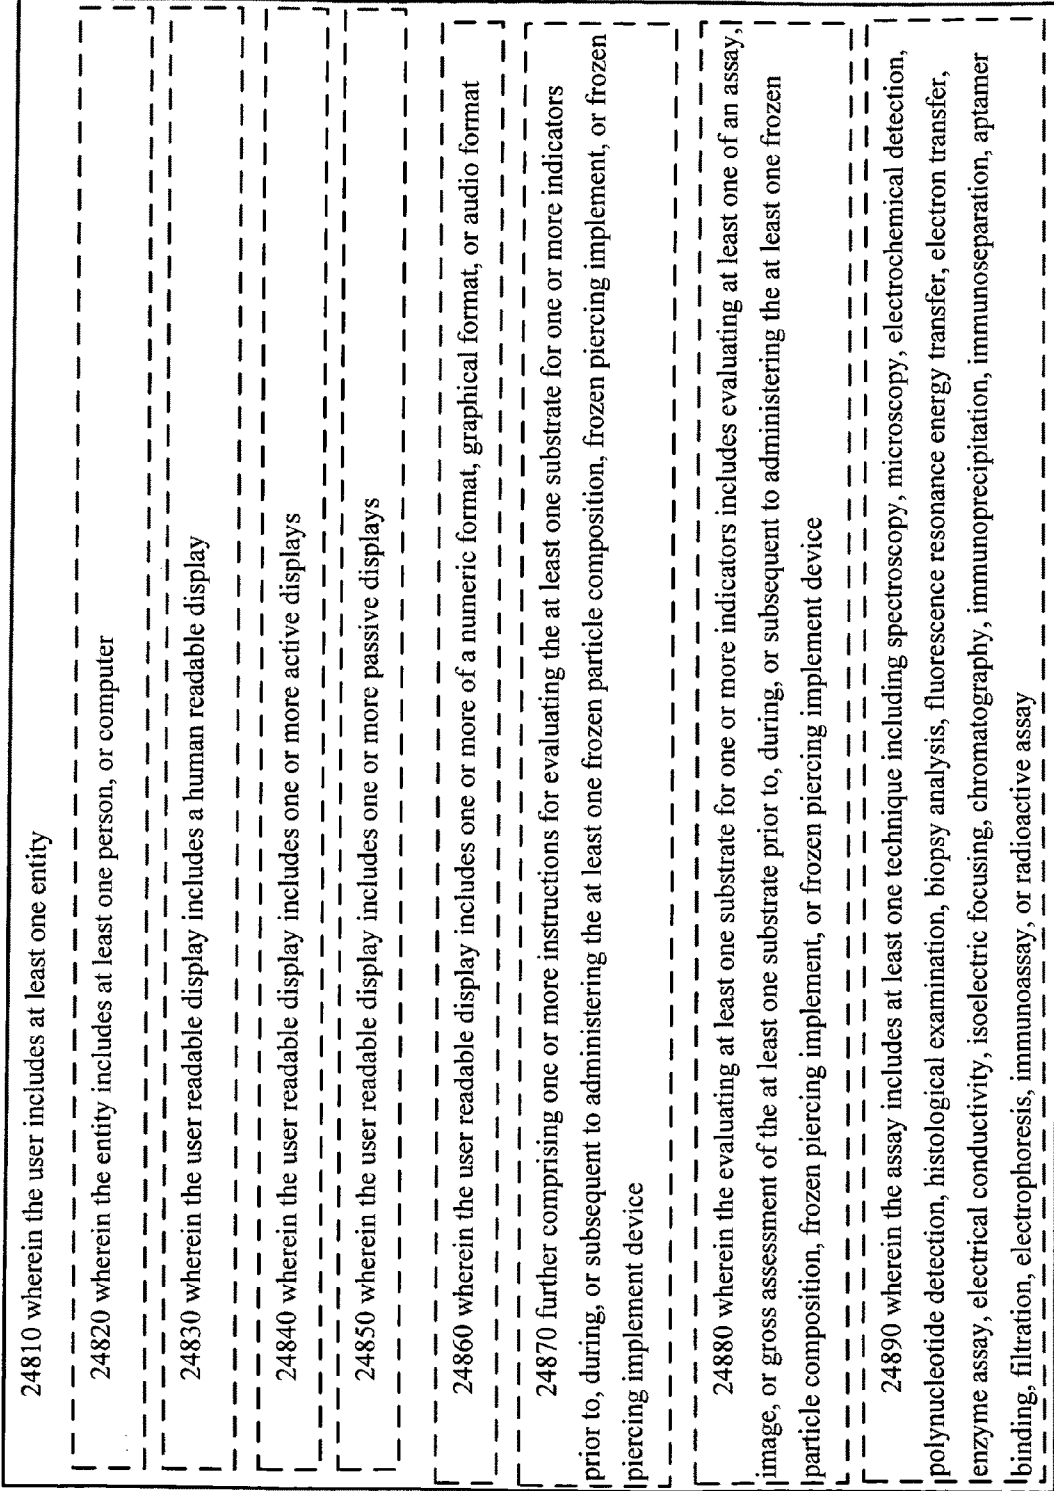 24810 wherein the user includes at least one entity
24820 wherein the entity includes at least one person, or computer
24830 wherein the user readable display includes a human readable display
24840 wherein the user readable display includes one or more active displays
24850 wherein the user readable display includes one or more passive displays
24860 wherein the user readable display includes one or more of a numeric format, graphical format, or audio format
24870 further comprising one or more instructions for evaluating the at least one substrate for one or more indicators
prior to, during, or subsequent to administering the at least one frozen particle composition, frozen piercing implement, or frozen
piercing implement device
24880 wherein the evaluating at least one substrate for one or more indicators includes evaluating at least one of an assay,
image, or gross assessment of the at least one substrate prior to, during, or subsequent to administering the at least one frozen
particle composition, frozen piercing implement, or frozen piercing implement device
24890 wherein the assay includes at least one technique including spectroscopy, microscopy, electrochemical detection,
polynucleotide detection, histological examination, biopsy analysis, fluorescence resonance energy transfer, electron transfer,
enzyme assay, electrical conductivity, isoelectric focusing, chromatography, immunoprecipitation, immunoseparation, aptamer
binding, filtration, electrophoresis, immunoassay, or radioactive assay